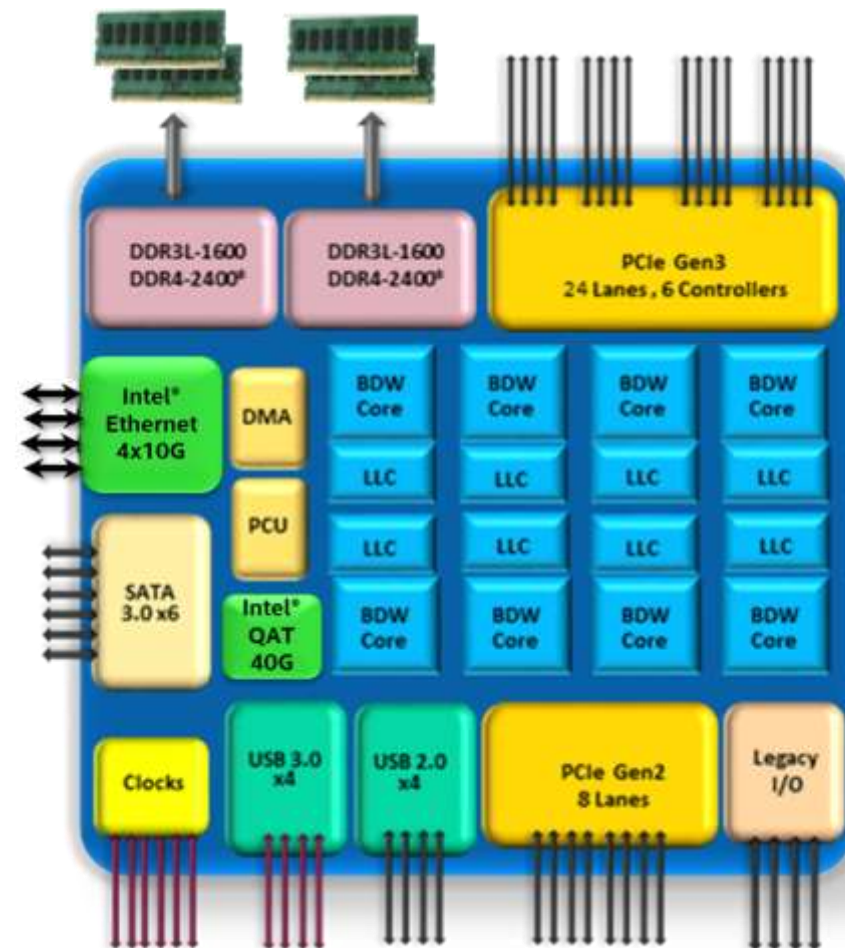 DDR3L-1600
DDR4-2400⁸
DDR3L-1600
DDR4-2400⁸
PCIe Gen3
24 Lanes , 6 Controllers
Intel®
Ethernet
4x10G
DMA
BDW
Core
BDW
Core
BDW
Core
BDW
Core
LLC
LLC
LLC
LLC
PCU
LLC
LLC
LLC
LLC
SATA
3.0 x6
Intel®
QAT
40G
BDW
Core
BDW
Core
BDW
Core
BDW
Core
Clocks
USB 3.0
x4
USB 2.0
x4
PCIe Gen2
8 Lanes
Legacy
I/O